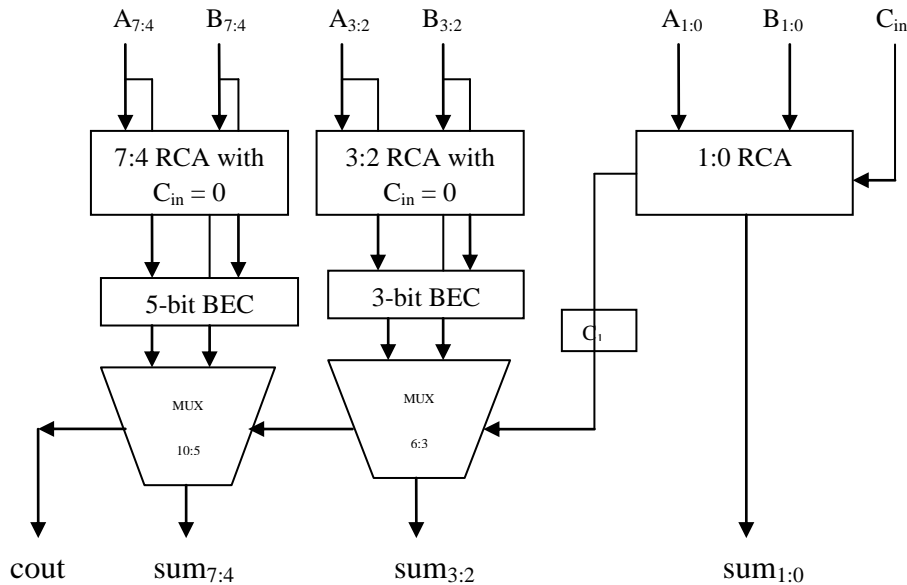 A7:4 B7:4 A3:2 B3:2 A1:0 B1:0 Cin
7:4 RCA with
Cin = 0
3:2 RCA with
Cin = 0
1:0 RCA
5-bit BEC
3-bit BEC
C1
MUX
10:5
MUX
6:3
cout sum7:4 sum3:2 sum1:0